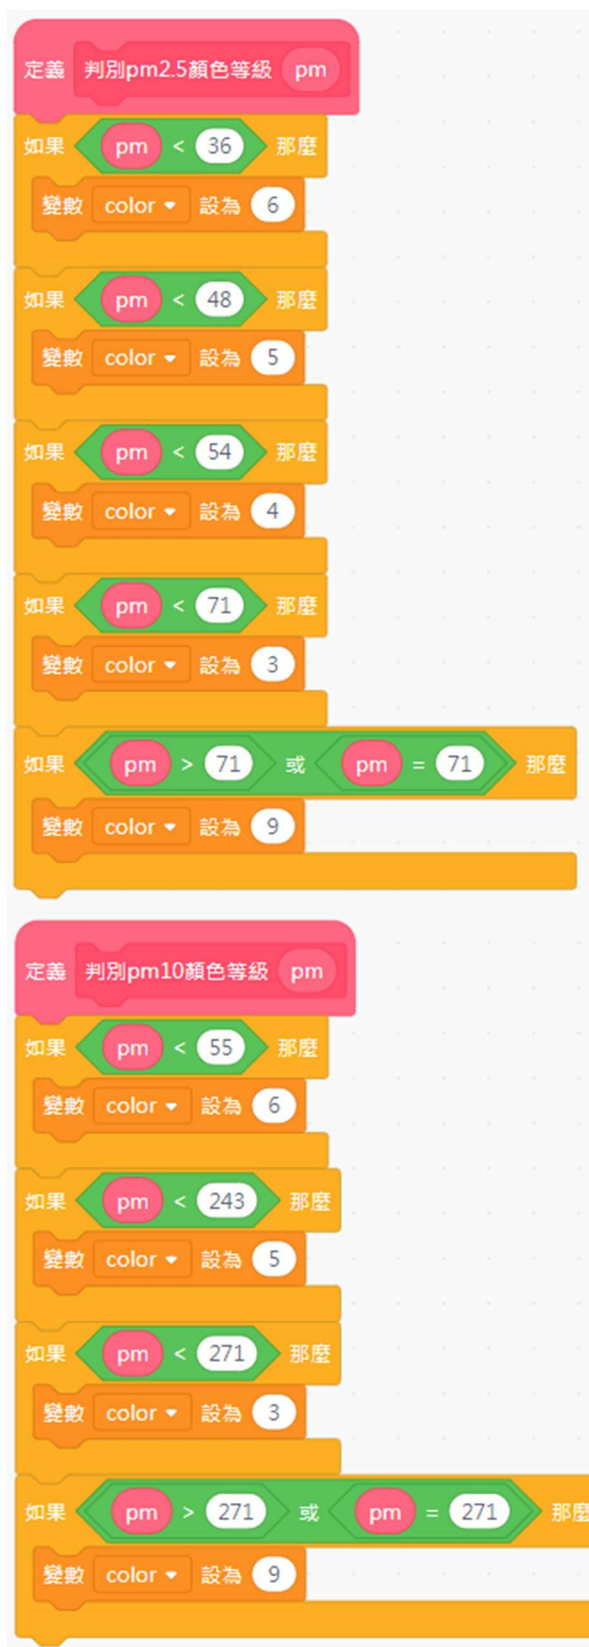 定義 判別pm2.5顏色等級 pm
如果 pm < 36 那麼
變數 color 設為 6
如果 pm < 48 那麼
變數 color 設為 5
如果 pm < 54 那麼
變數 color 設為 4
如果 pm < 71 那麼
變數 color 設為 3
如果 pm > 71 或 pm = 71 那麼
變數 color 設為 9
定義 判別pm10顏色等級 pm
如果 pm < 55 那麼
變數 color 設為 6
如果 pm < 243 那麼
變數 color 設為 5
如果 pm < 271 那麼
變數 color 設為 3
如果 pm > 271 或 pm = 271 那麼
變數 color 設為 9